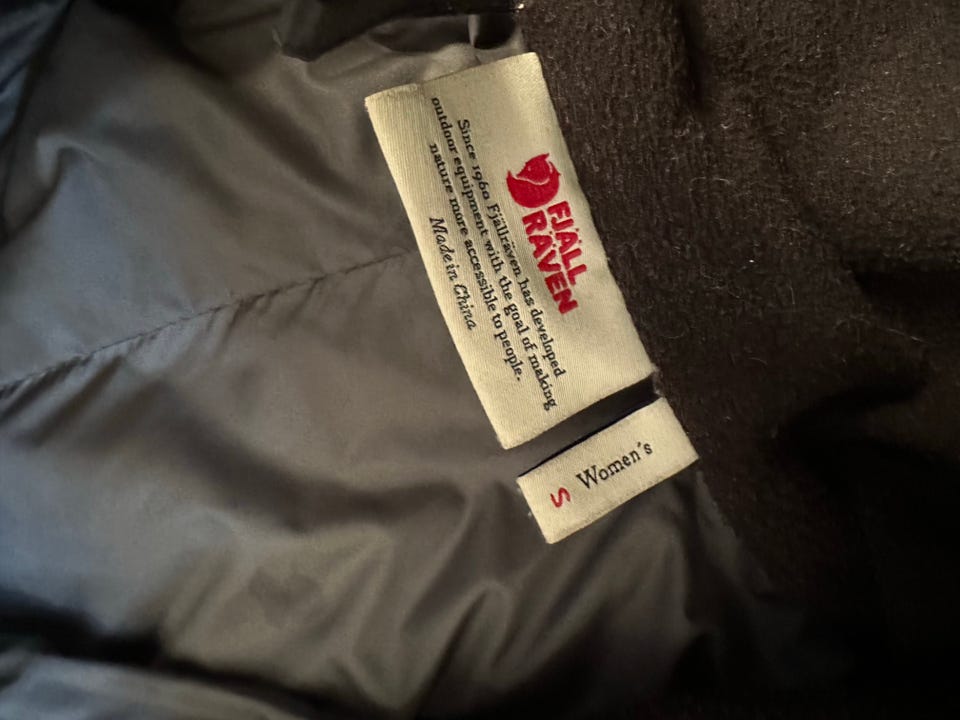 FJÄLL
RÄVEN
Since 1960 Fjällräven has developed
outdoor equipment with the goal of making
nature more accessible to people.
Made in China
Women's
S